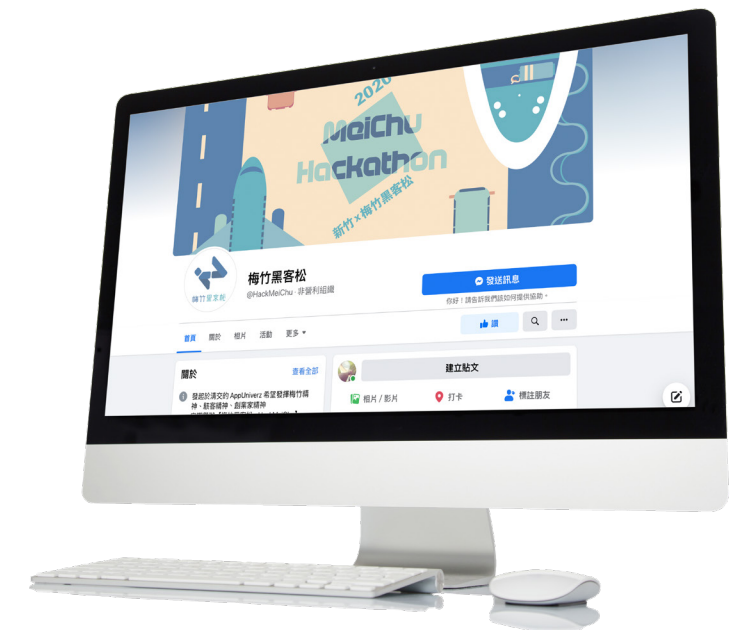 2020
MeiChu
Hackathon
新竹×梅竹黑客松
梅竹黑客松
梅竹黑客松
@HackMeiChu · 非營利組織
發送訊息
你好！請告訴我們該如何提供協助。
首頁 關於 相片 活動 更多
讚
關於 查看全部
發起於清交的 AppUniverz 希望發揮梅竹精
神、駭客精神、創業家精神
建立貼文
相片 / 影片 打卡 標註朋友